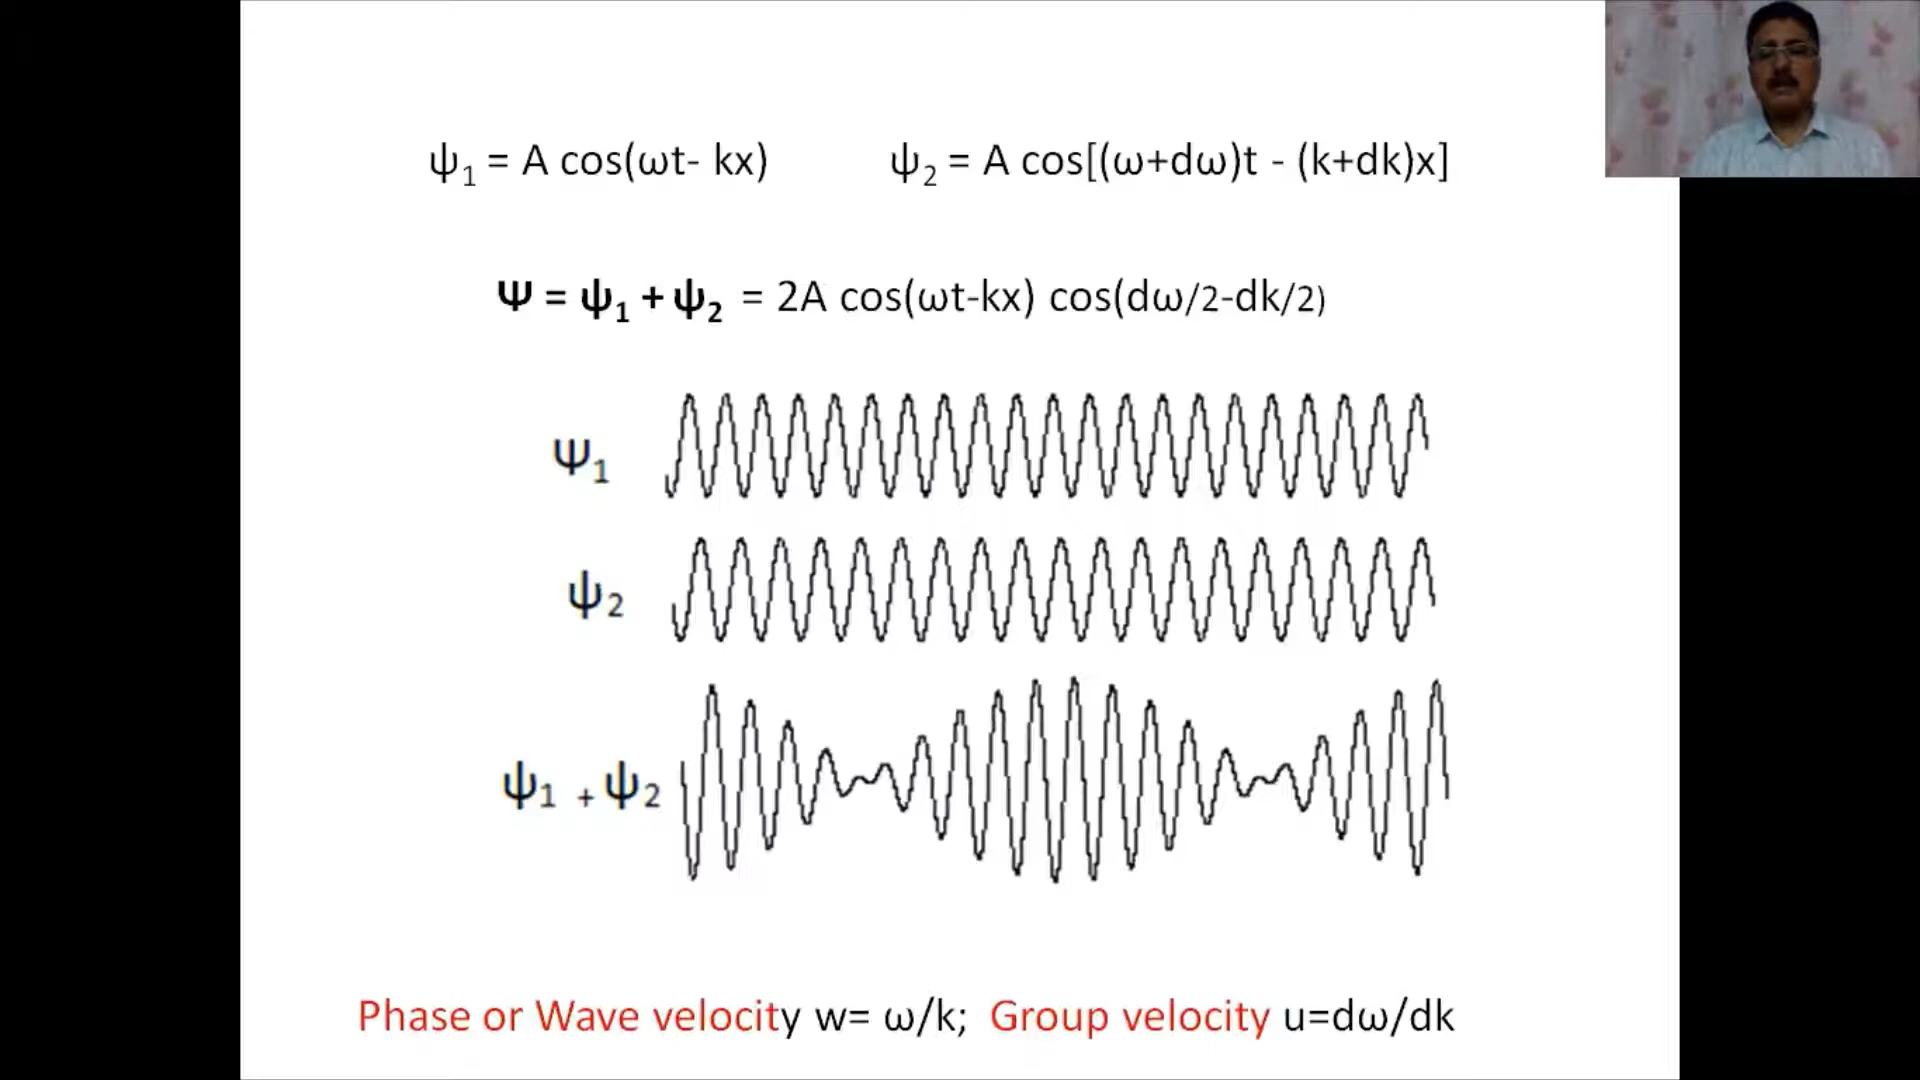 ψ₁ = A cos(ωt- kx) ψ₂ = A cos[(ω+dω)t - (k+dk)x]
Ψ = ψ₁ + ψ₂ = 2A cos(ωt-kx) cos(dω/2-dk/2)
Ψ₁
ψ₂
ψ₁ + ψ₂
Phase or Wave velocity w= ω/k; Group velocity u=dω/dk